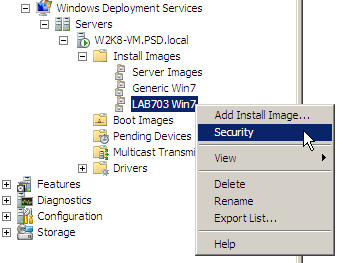 Windows Deployment Services
Servers
W2K8-VM.PSD.local
Install Images
Server Images
Generic Win7
LAB703 Win7
Boot Images
Pending Devices
Multicast Transmi
Drivers
Features
Diagnostics
Configuration
Storage
Add Install Image...
Security
View
Delete
Rename
Export List...
Help